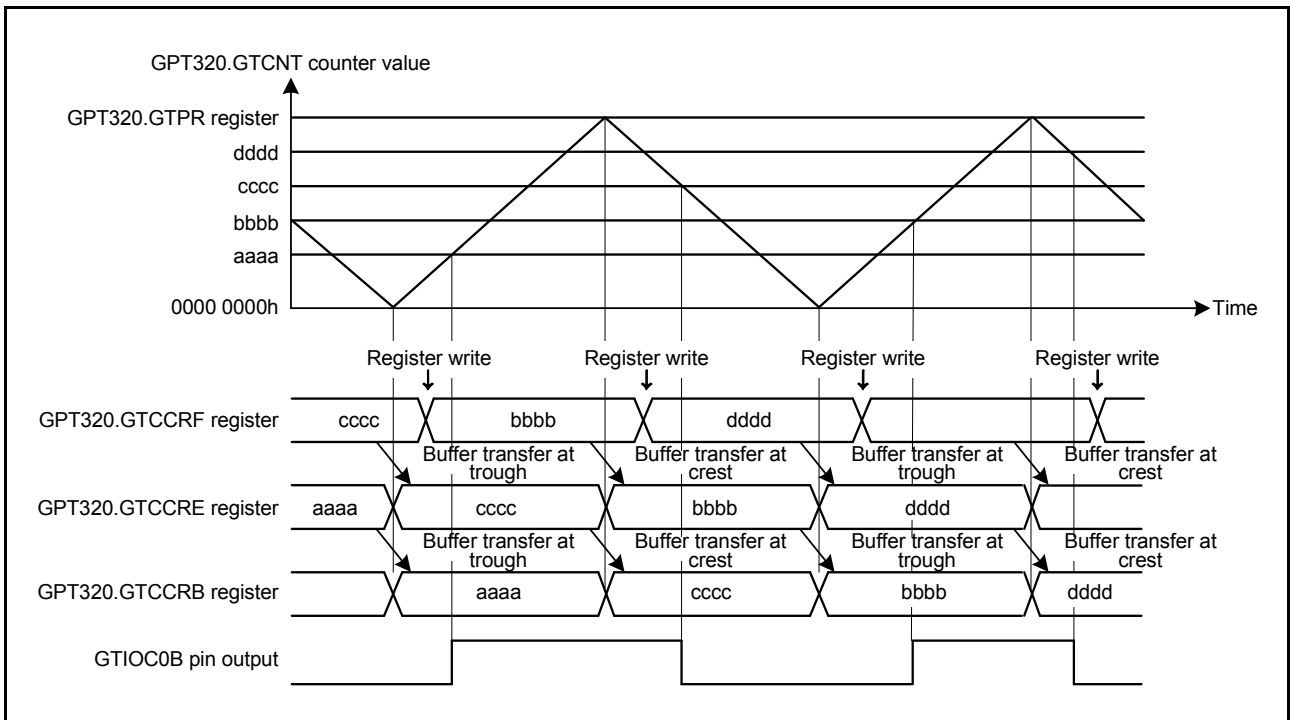 GPT320.GTCNT counter value
GPT320.GTPR register
dddd
cccc
bbbb
aaaa
0000 0000h
Time
Register write Register write Register write Register write
GPT320.GTCCRF register cccc bbbb dddd
Buffer transfer at trough Buffer transfer at crest Buffer transfer at trough Buffer transfer at crest
GPT320.GTCCRE register aaaa cccc bbbb dddd
Buffer transfer at trough Buffer transfer at crest Buffer transfer at trough Buffer transfer at crest
GPT320.GTCCRB register aaaa cccc bbbb dddd
GTIOC0B pin output